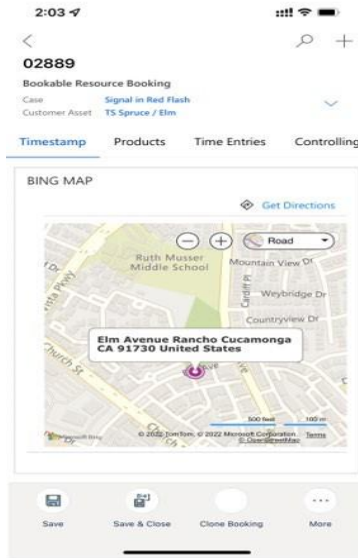 2:03
02889
Bookable Resource Booking
Case Signal in Red Flash
Customer Asset TS Spruce / Elm
Timestamp Products Time Entries Controlling
BING MAP
Get Directions
Road
Ruth Musser
Middle School
Mountain View Dr
Cardiff Pl
Weybridge Dr
Countryview Dr
Elm Avenue Rancho Cucamonga
CA 91730 United States
Church St
500 feet 100 m
© 2022 TomTom, © 2022 Microsoft Corporation Terms
© OpenStreetMap
Save Save & Close Clone Booking More